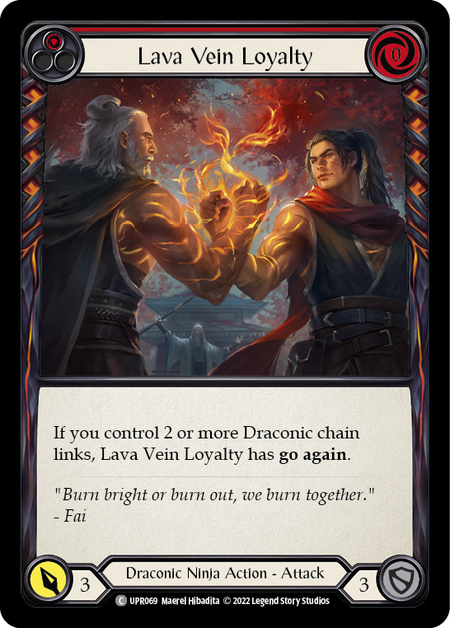 Lava Vein Loyalty
0
If you control 2 or more Draconic chain
links, Lava Vein Loyalty has go again.
"Burn bright or burn out, we burn together."
- Fai
3
Draconic Ninja Action - Attack
3
C UPR069 Maerel Hibadita © 2022 Legend Story Studios